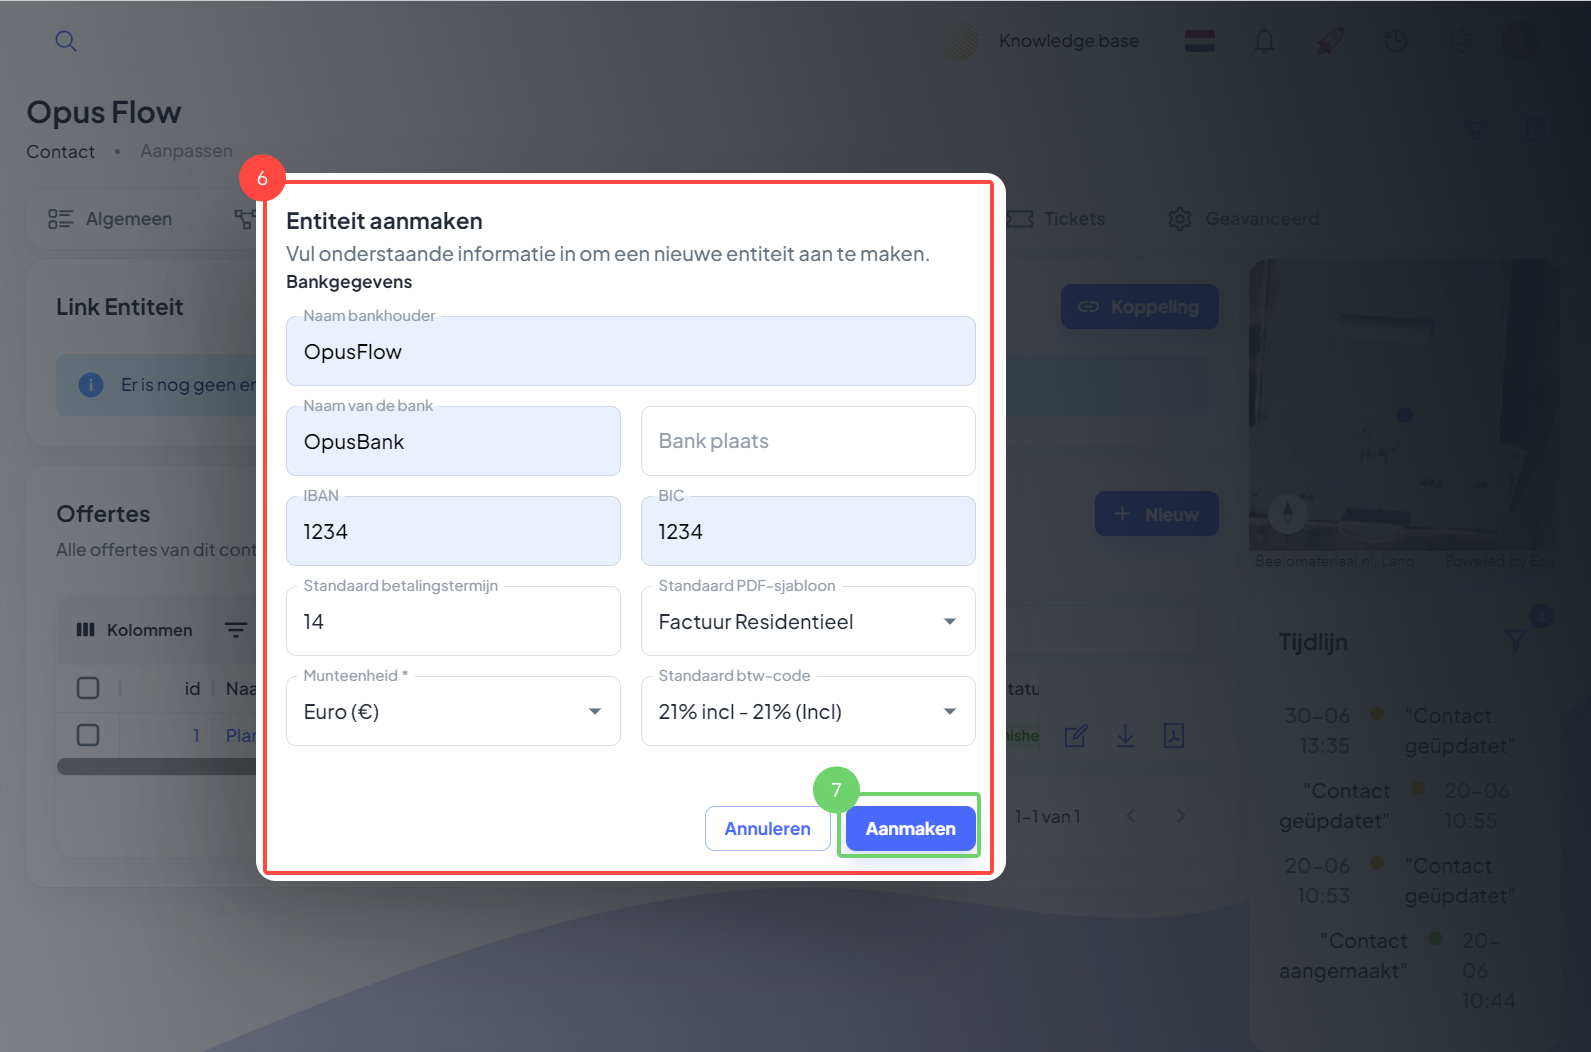 Knowledge base
Opus Flow
Contact • Aanpassen
Algemeen
Tickets
Geavanceerd
6
Entiteit aanmaken
Vul onderstaande informatie in om een nieuwe entiteit aan te maken.
Bankgegevens
Naam bankhouder
OpusFlow
Naam van de bank
OpusBank
Bank plaats
IBAN
1234
BIC
1234
Standaard betalingstermijn
14
Standaard PDF-sjabloon
Factuur Residentieel
Munteenheid *
Euro (€)
Standaard btw-code
21% incl - 21% (Incl)
7
Annuleren
Aanmaken
Link Entiteit
Koppeling
Er is nog geen
Offertes
Nieuw
Alle offertes van dit
Kolommen
id
1
1-1 van 1
Powered by
Tijdlijn
4
30-06
13:35
"Contact
geüpdatet"
"Contact
geüpdatet"
20-06
10:55
20-06
10:53
"Contact
geüpdatet"
"Contact
aangemaakt"
20-
06
10:44